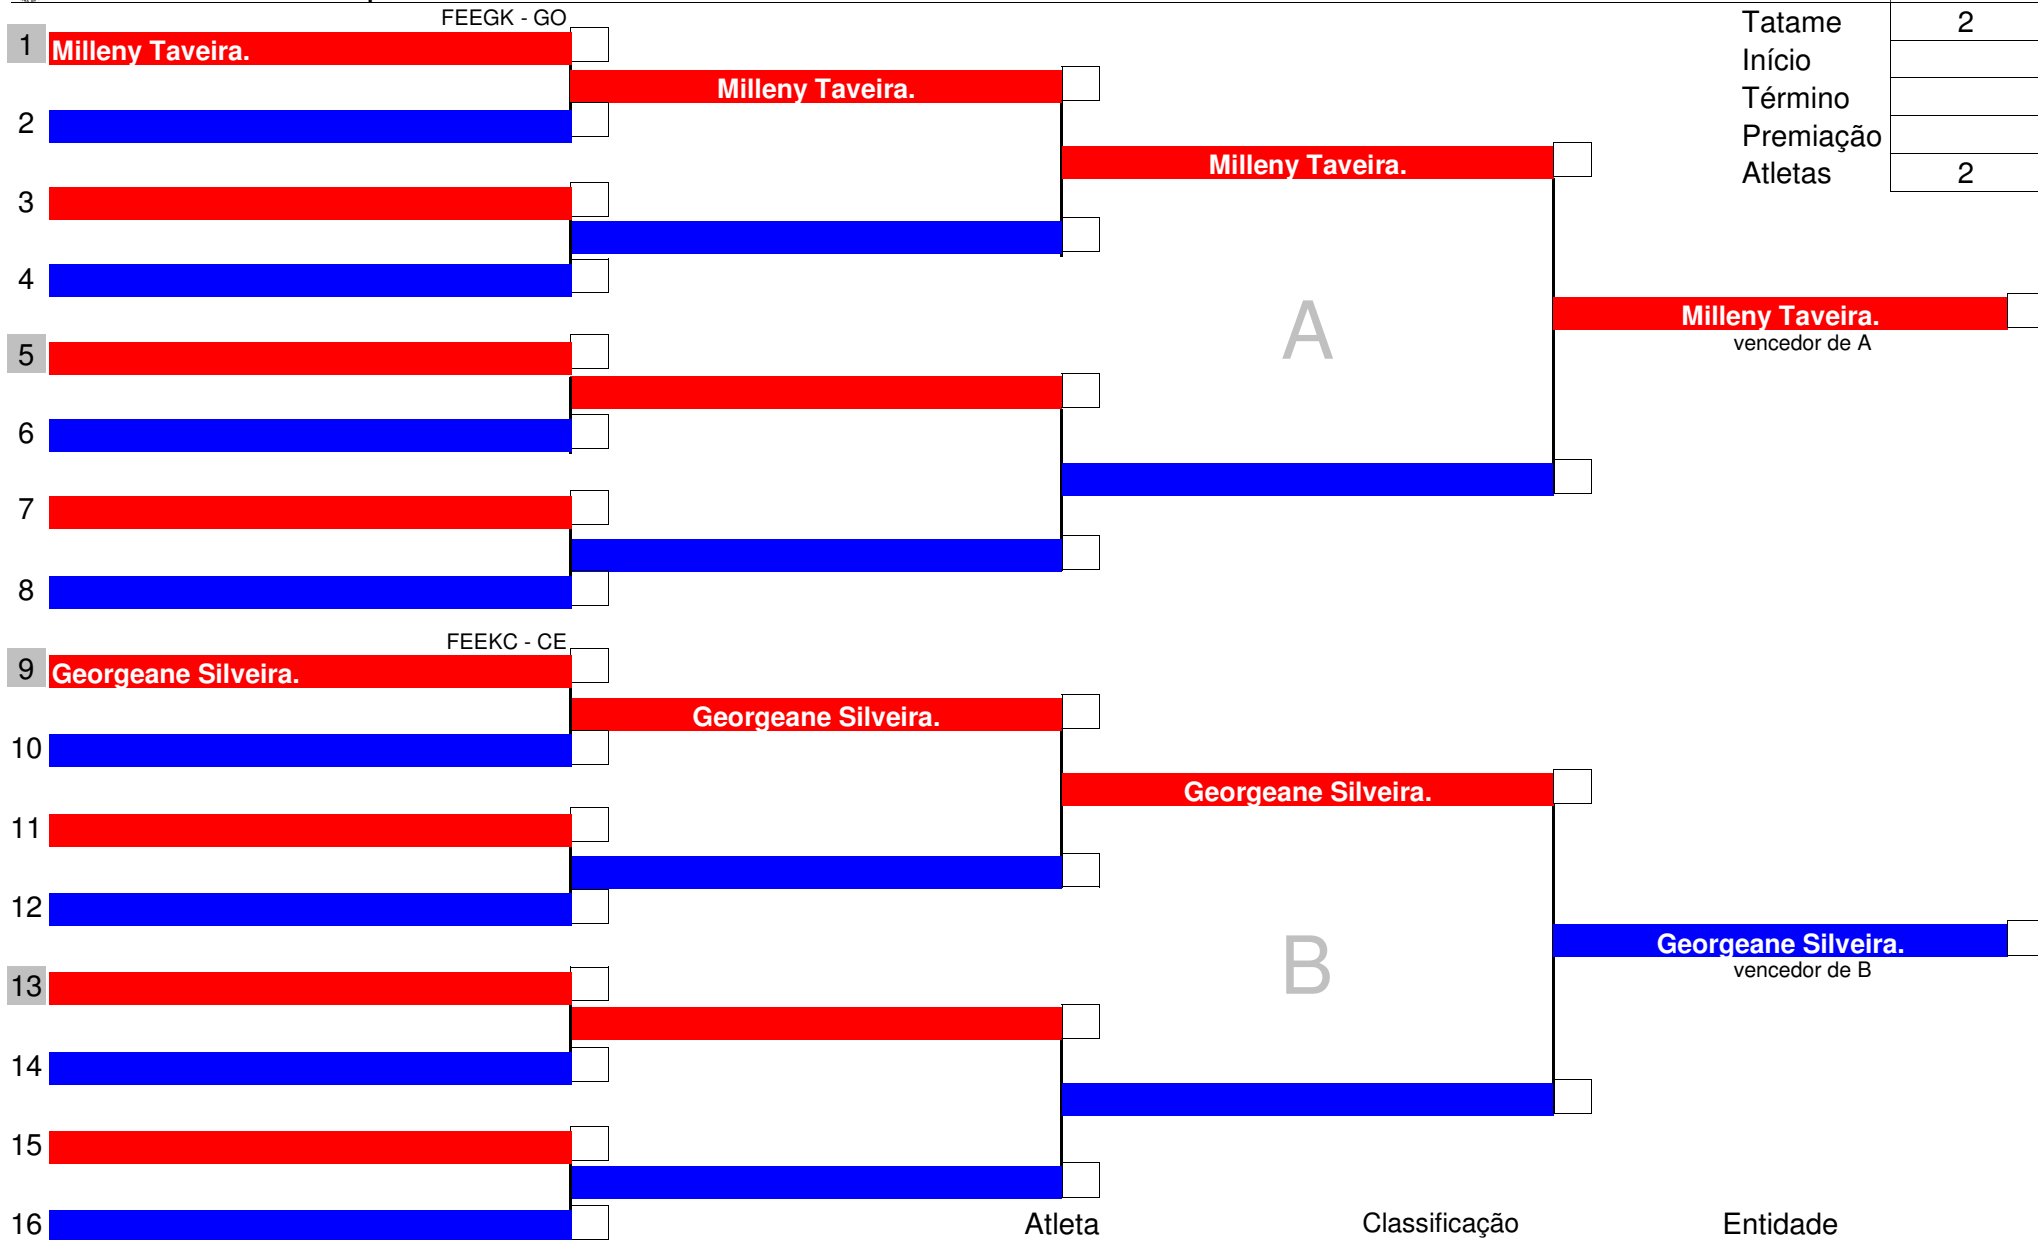 FEEGK - GO
Tatame 2
1 Milleny Taveira.
Milleny Taveira.
Início
Término
2
Premiação
Milleny Taveira.
Atletas 2
3
4
A
Milleny Taveira.
vencedor de A
5
6
7
8
FEEKC - CE
9 Georgeane Silveira.
Georgeane Silveira.
10
Georgeane Silveira.
11
12
B
Georgeane Silveira.
vencedor de B
13
14
15
16
Atleta Classificação Entidade